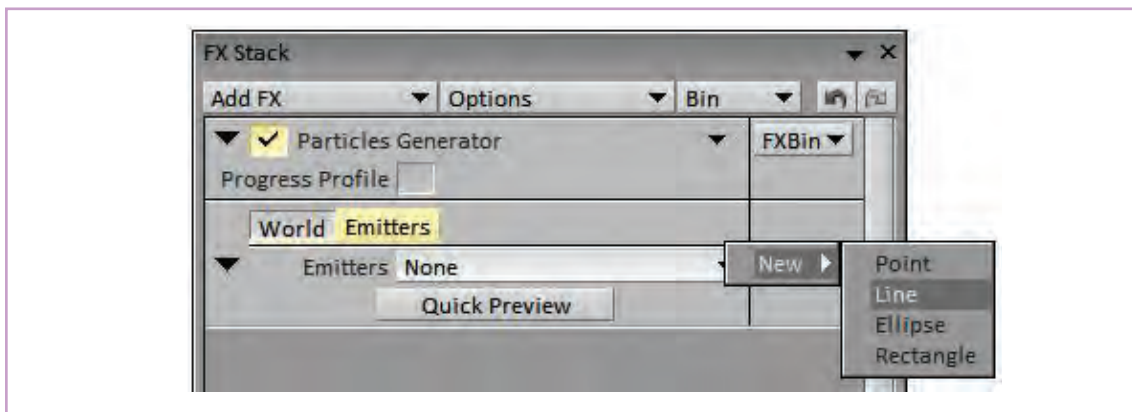 FX Stack
Add FX Options Bin
Particles Generator FXBin
Progress Profile
World Emitters
Emitters None New Point
Line
Quick Preview
Ellipse
Rectangle